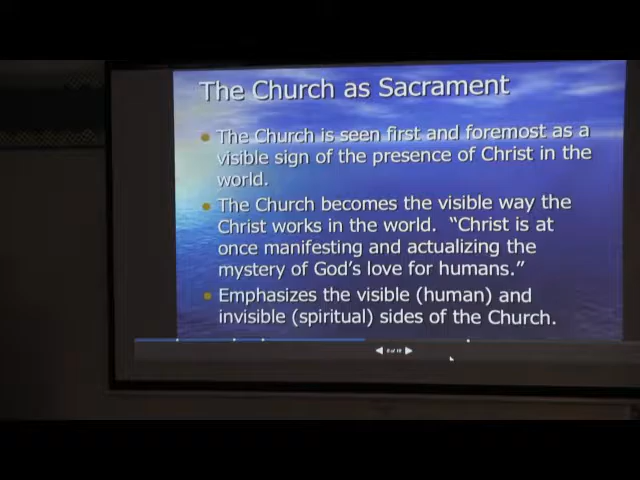 The Church as Sacrament
The Church is seen first and foremost as a
visible sign of the presence of Christ in the
world.
The Church becomes the visible way the
Christ works in the world. “Christ is at
once manifesting and actualizing the
mystery of God’s love for humans.”
Emphasizes the visible (human) and
invisible (spiritual) sides of the Church.